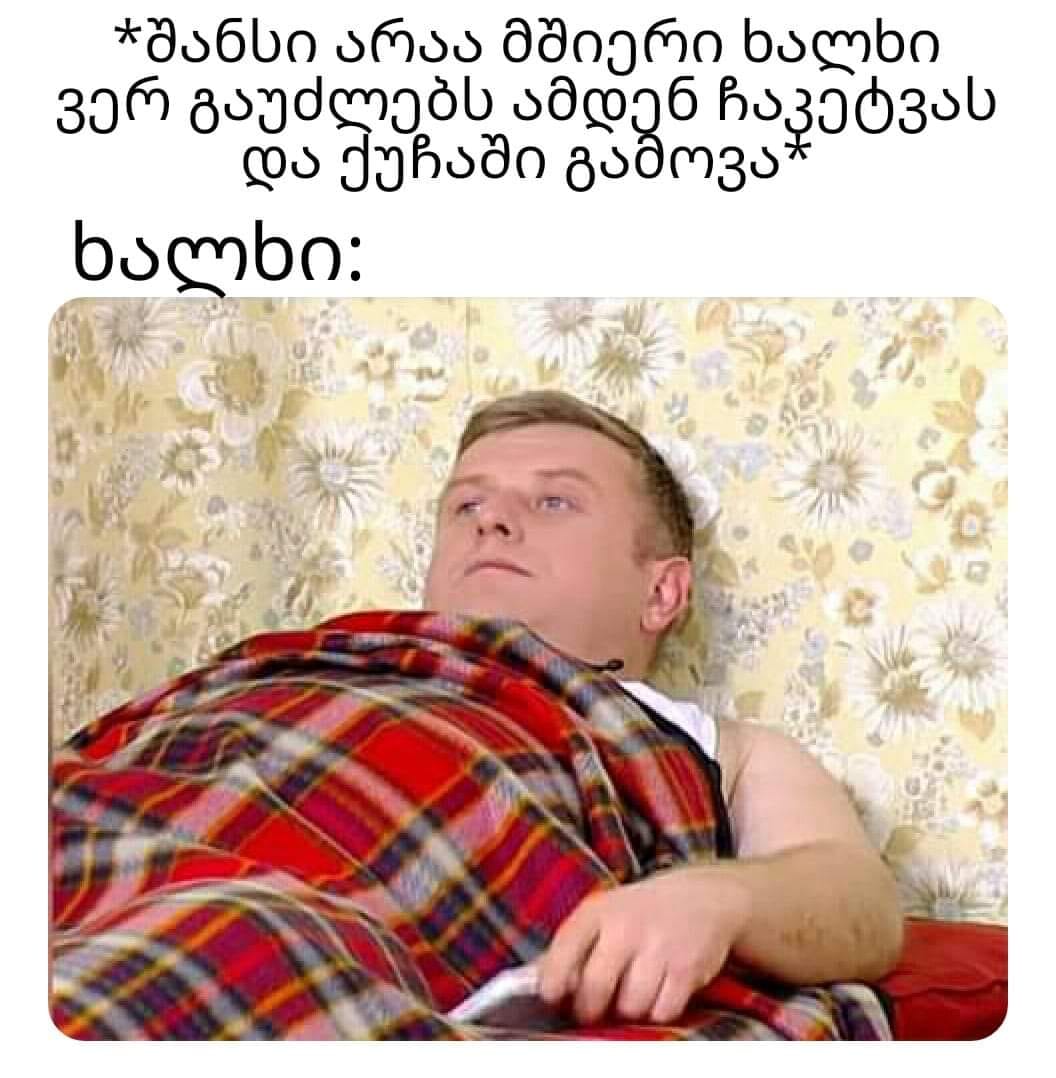 *შანსი არაა მშიერი ხალხი
ვერ გაუძლებს ამდენ ჩაკეტვას
და ქუჩაში გამოვა*
ხალხი: